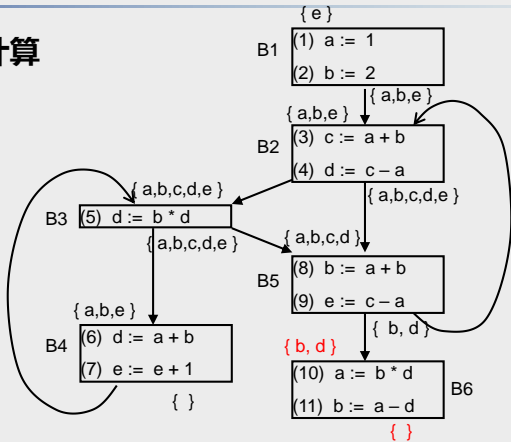 计算
{ e }
B1
(1) a := 1
(2) b := 2
{ a,b,e }
{ a,b,e }
B2
(3) c := a + b
(4) d := c – a
{ a,b,c,d,e }
{ a,b,c,d,e }
B3
(5) d := b * d
{ a,b,c,d,e }
{ a,b,c,d }
B5
(8) b := a + b
(9) e := c – a
{ a,b,e }
B4
(6) d := a + b
(7) e := e + 1
{ }
{ b, d }
{ b, d }
(10) a := b * d
(11) b := a – d
B6
{ }